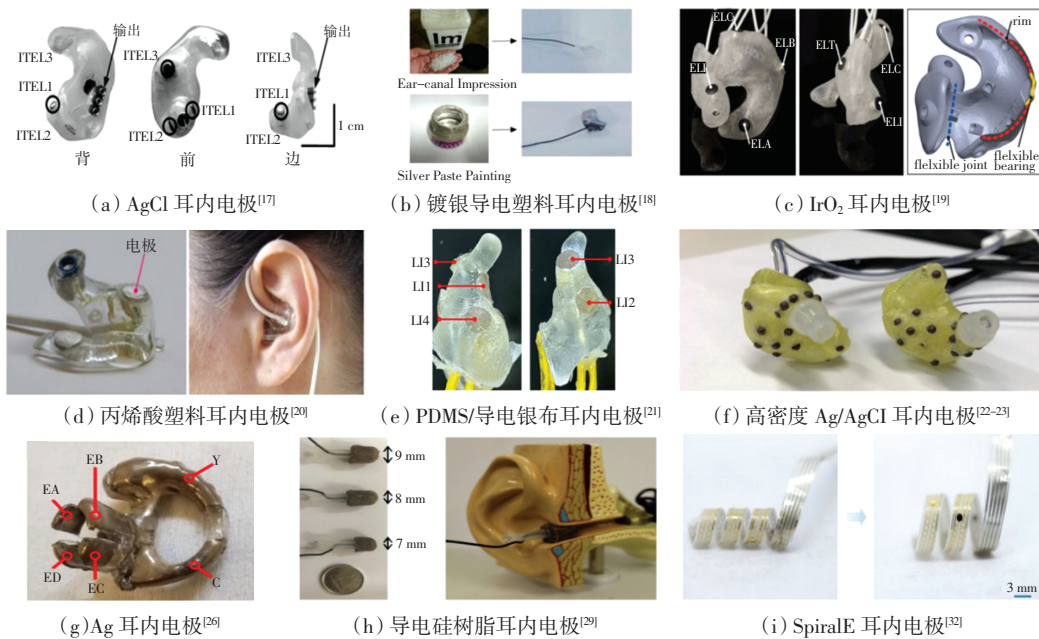 ITEL3
ITEL1
ITEL2
输出
ITEL3
ITEL1
ITEL2
输出
ITEL3
ITEL1
ITEL2
1 cm
背
前
边
(a) AgCl 耳内电极[17]
Im
Ear-canal Impression
Silver Paste Painting
(b) 镀银导电塑料耳内电极[18]
ELC
ELB
ELA
ELT
ELC
ELI
rim
flelxible joint
flelxible
bearing
(c) IrO₂ 耳内电极[19]
电极
(d) 丙烯酸塑料耳内电极[20]
LI3
LI1
LI4
LI3
LI2
(e) PDMS/导电银布耳内电极[21]
(f) 高密度 Ag/AgCI 耳内电极[22-23]
EB
EA
Y
ED
EC
C
(g)Ag 耳内电极[26]
9 mm
8 mm
7 mm
(h) 导电硅树脂耳内电极[29]
3 mm
(i) SpiralE 耳内电极[32]